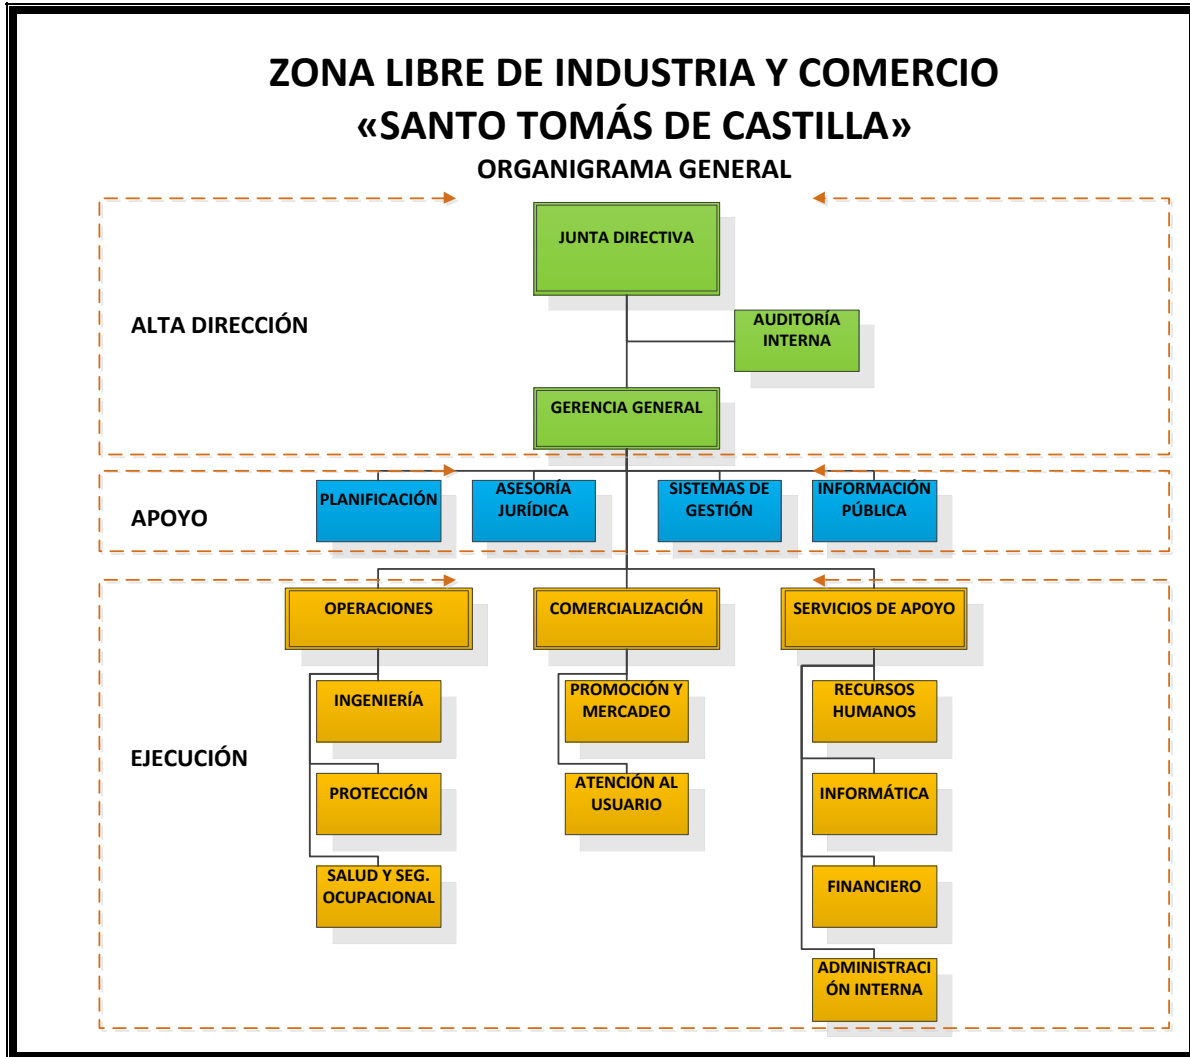 ZONA LIBRE DE INDUSTRIA Y COMERCIO
«SANTO TOMÁS DE CASTILLA»
ORGANIGRAMA GENERAL
JUNTA DIRECTIVA
ALTA DIRECCIÓN
AUDITORÍA
INTERNA
GERENCIA GENERAL
APOYO
PLANIFICACIÓN
ASESORÍA
JURÍDICA
SISTEMAS DE
GESTIÓN
INFORMACIÓN
PÚBLICA
EJECUCIÓN
OPERACIONES
COMERCIALIZACIÓN
SERVICIOS DE APOYO
INGENIERÍA
PROMOCIÓN Y
MERCADEO
RECURSOS
HUMANOS
PROTECCIÓN
ATENCIÓN AL
USUARIO
INFORMÁTICA
SALUD Y SEG.
OCUPACIONAL
FINANCIERO
ADMINISTRACI
ÓN INTERNA